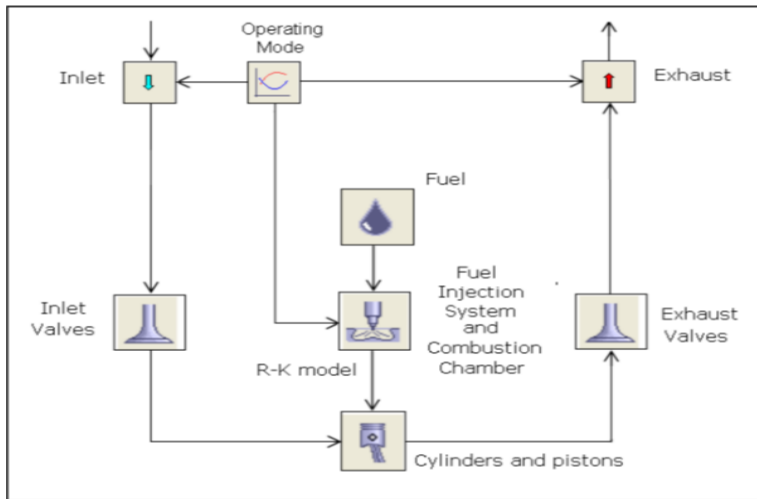 Operating
Mode
Inlet
Exhaust
Fuel
Inlet
Valves
Fuel
Injection
System
and
Combustion
Chamber
Exhaust
Valves
R-K model
Cylinders and pistons